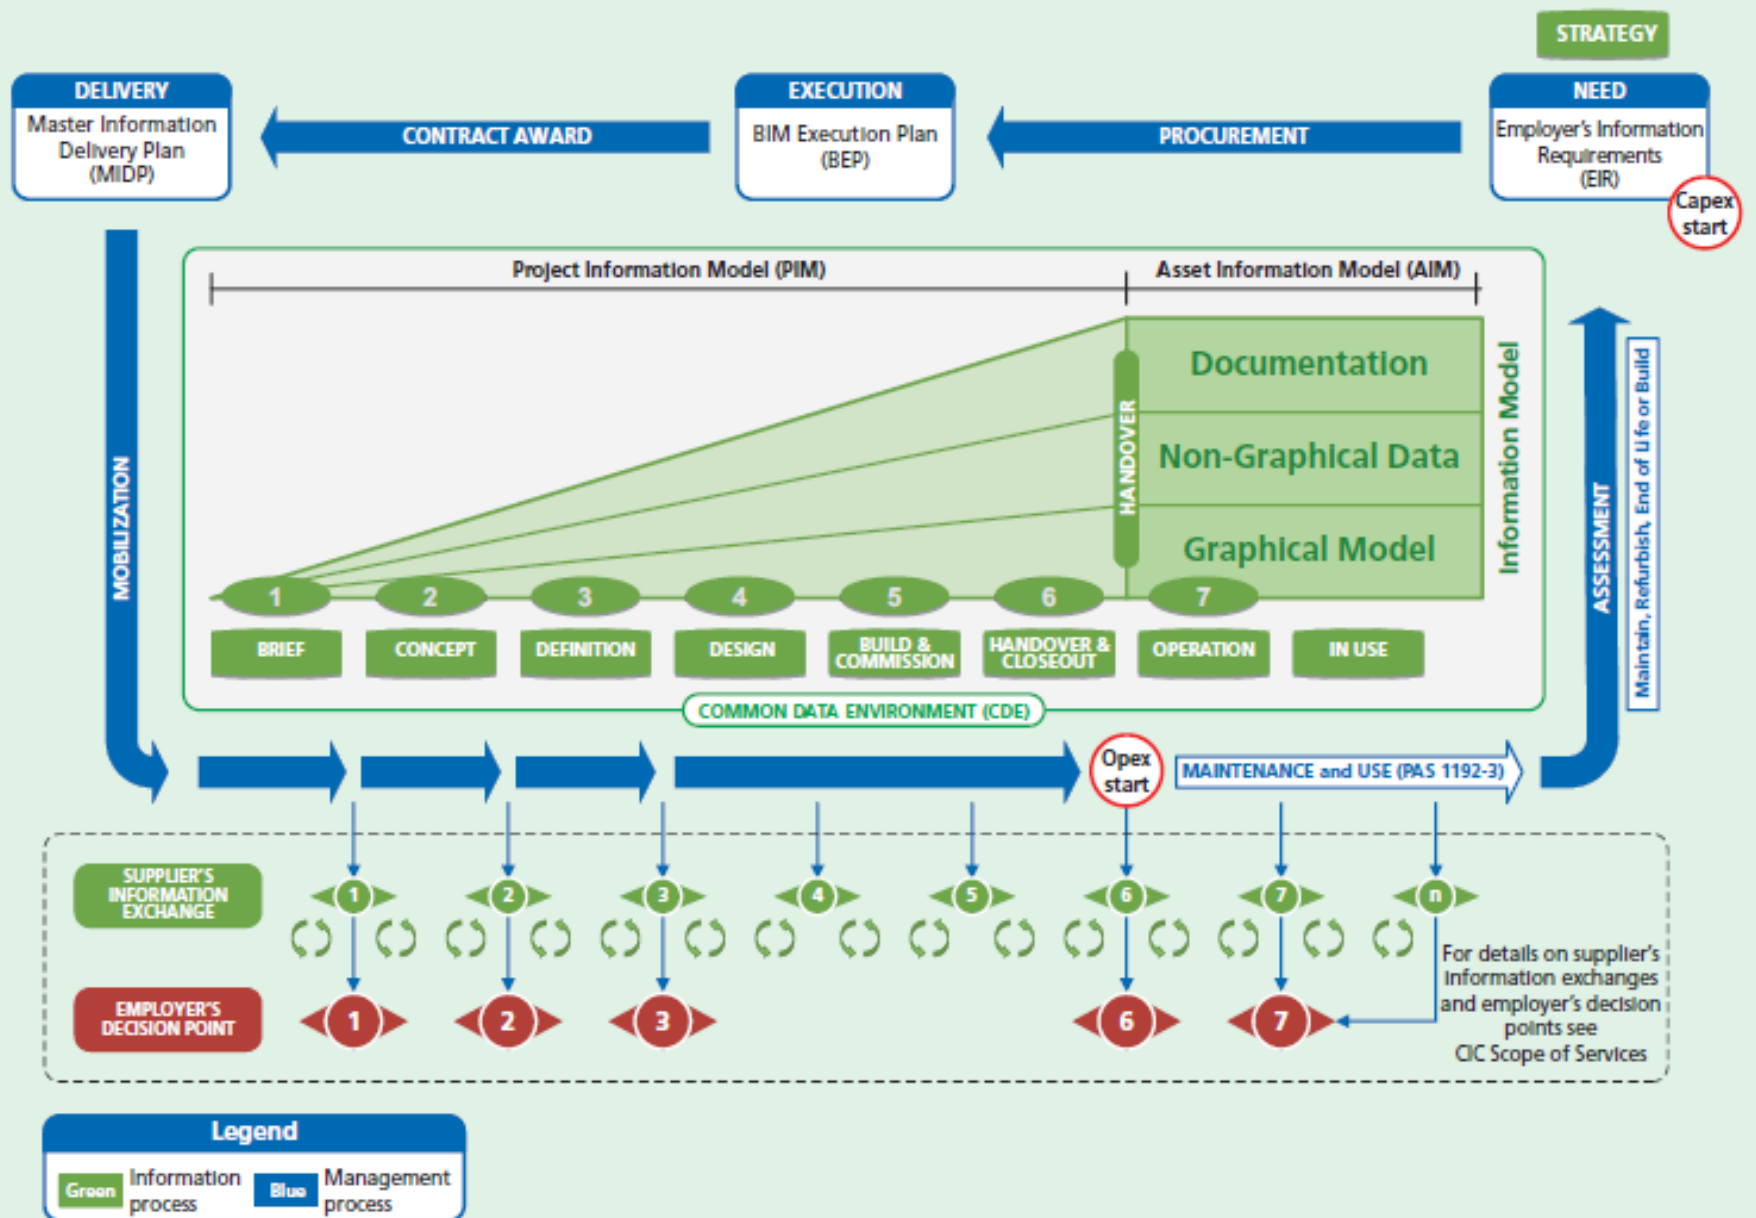 STRATEGY
DELIVERY
Master Information
Delivery Plan
(MIDP)
CONTRACT AWARD
EXECUTION
BIM Execution Plan
(BEP)
PROCUREMENT
NEED
Employer's Information
Requirements
(EIR)
Capex
start
Project Information Model (PIM)
Asset Information Model (AIM)
MOBILIZATION
Documentation
Non-Graphical Data
Graphical Model
HANDOVER
Information Model
ASSESSMENT
Maintain, Refurbish, End of Life or Build
1
2
3
4
5
6
7
BRIEF
CONCEPT
DEFINITION
DESIGN
BUILD &
COMMISSION
HANDOVER &
CLOSEOUT
OPERATION
IN USE
COMMON DATA ENVIRONMENT (CDE)
Opex
start
MAINTENANCE and USE (PAS 1192-3)
SUPPLIER'S
INFORMATION
EXCHANGE
1
2
3
4
5
6
7
n
EMPLOYER'S
DECISION POINT
1
2
3
6
7
For details on supplier's
information exchanges
and employer's decision
points see
CIC Scope of Services
Legend
Green
Information
process
Blue
Management
process